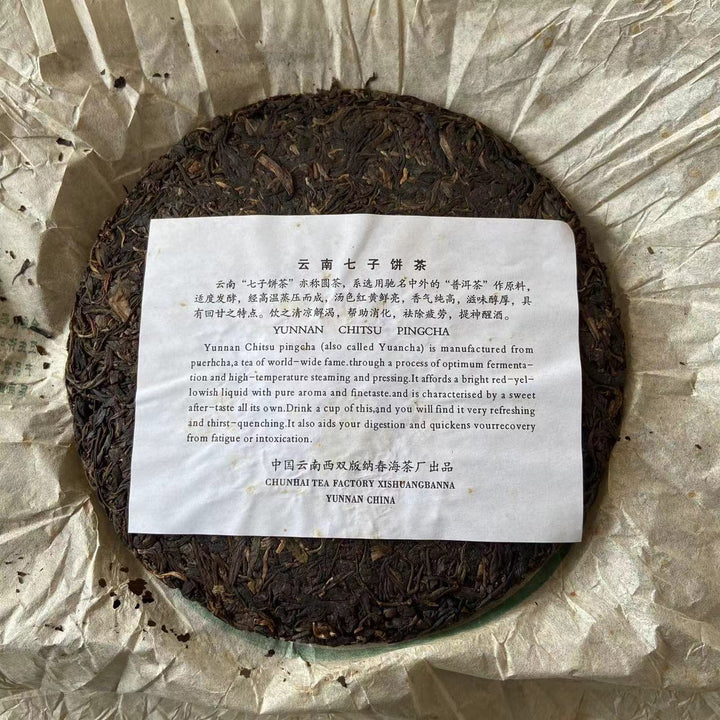 云南七子饼茶
云南“七子饼茶”亦称圆茶，系选用驰名中外的“普洱茶”作原料，
适度发酵，经高温蒸压而成，汤色红黄鲜亮，香气纯高，滋味醇厚，具
有回甘之特点。饮之清凉解渴，帮助消化，祛除疲劳，提神醒酒。
YUNNAN CHITSU PINGCHA
Yunnan Chitsu pingcha (also called Yuancha) is manufactured from
puerhcha,a tea of world-wide fame.through a process of optimum fermenta-
tion and high-temperature steaming and pressing.It affords a bright red-yel-
lowish liquid with pure aroma and finetaste.and is characterised by a sweet
after-taste all its own.Drink a cup of this,and you will find it very refreshing
and thirst-quenching.It also aids your digestion and quickens vourrecovery
from fatigue or intoxication.
中国云南西双版纳春海茶厂出品
CHUNHAI TEA FACTORY XISHUANGBANNA
YUNNAN CHINA